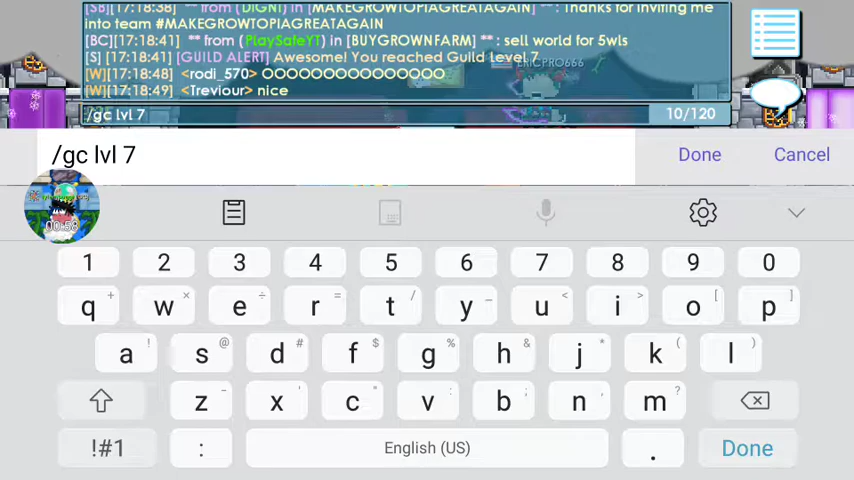 [SB][17:18:38] ** from (DIGNT) in [MAKEGROWTOPIAGREATAGAIN] ** : Thanks for inviting me
into team #MAKEGROWTOPIAGREATAGAIN
[BC][17:18:41] ** from (PlaySafeYT) in [BUYGROWNFARM] ** : sell world for 5wls
[S] [17:18:41] [GUILD ALERT] Awesome! You reached Guild Level 7
ERICPRO666
[W][17:18:48] <rodi_570> OOOOOOOOOOOOOOO
[W][17:18:49] <Treviour> nice
/gc lvl 7 10/120
/gc lvl 7 Done Cancel
00:58
1 2 3 4 5 6 7 8 9 0
q + w × e ÷ r = t / y _ u < i > o [ p ]
a ! s @ d # f $ g % h & j * k ( l )
z - x ' c " v : b ; n , m ?
!#1 : English (US) . Done